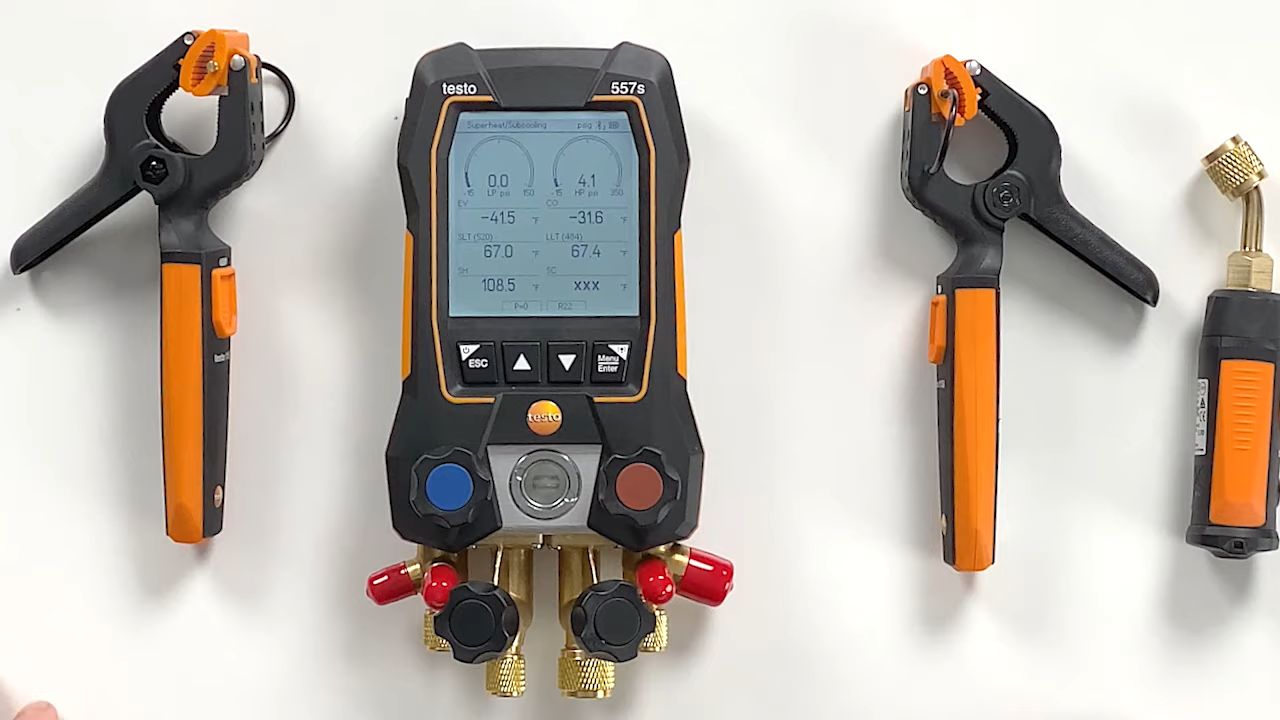 testo
557s
Superheat/Subcooling psig
0.0 4.1
-15 LP psi 150 -15 HP psi 350
EV CO
-41.5 °F -31.6 °F
SLT (520) LLT (484)
67.0 °F 67.4 °F
SH SC
108.5 °F xxx °F
P=0 R22
ESC
Menu
Enter
testo